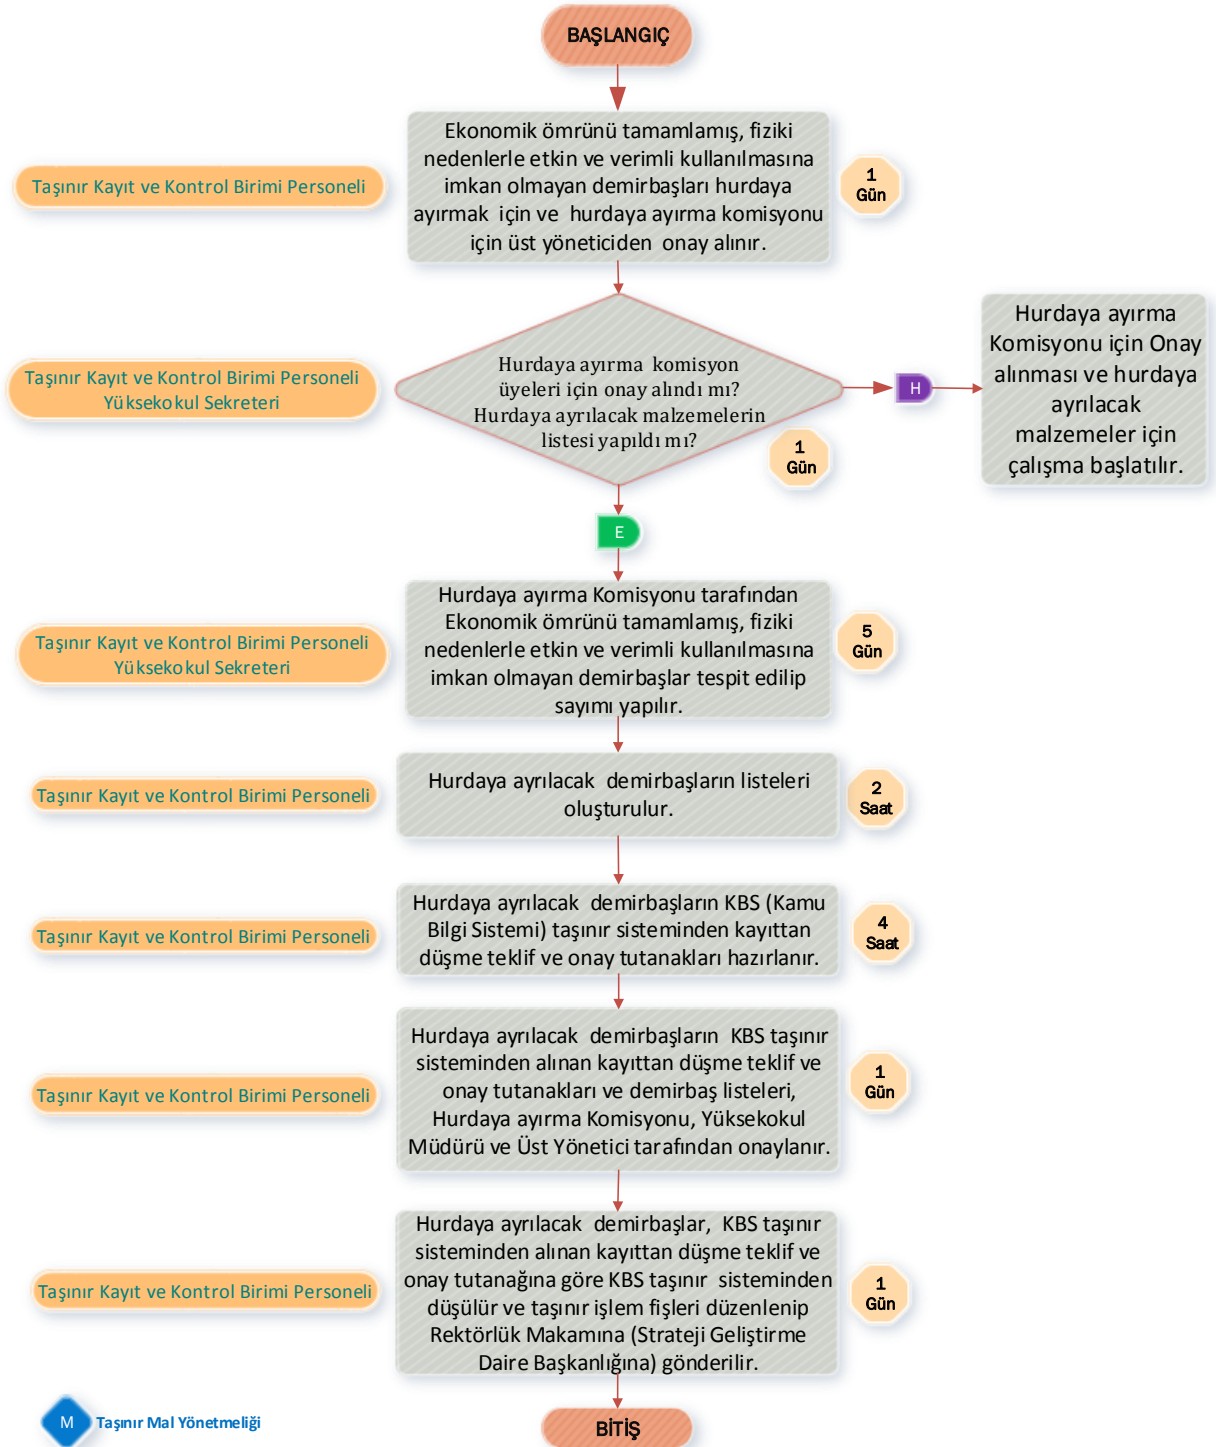 BAŞLANGIÇ
Taşınır Kayıt ve Kontrol Birimi Personeli
Ekonomik ömrünü tamamlamış, fiziki
nedenlerle etkin ve verimli kullanılmasına
imkan olmayan demirbaşları hurdaya
ayırmak için ve hurdaya ayırma komisyonu
için üst yöneticiden onay alınır.
1
Gün
Taşınır Kayıt ve Kontrol Birimi Personeli
Yüksekokul Sekreteri
Hurdaya ayırma komisyon
üyeleri için onay alındı mı?
Hurdaya ayrılacak malzemelerin
listesi yapıldı mı?
1
Gün
H
Hurdaya ayırma
Komisyonu için Onay
alınması ve hurdaya
ayrılacak
malzemeler için
çalışma başlatılır.
E
Taşınır Kayıt ve Kontrol Birimi Personeli
Yüksekokul Sekreteri
Hurdaya ayırma Komisyonu tarafından
Ekonomik ömrünü tamamlamış, fiziki
nedenlerle etkin ve verimli kullanılmasına
imkan olmayan demirbaşlar tespit edilip
sayımı yapılır.
5
Gün
Taşınır Kayıt ve Kontrol Birimi Personeli
Hurdaya ayrılacak demirbaşların listeleri
oluşturulur.
2
Saat
Taşınır Kayıt ve Kontrol Birimi Personeli
Hurdaya ayrılacak demirbaşların KBS (Kamu
Bilgi Sistemi) taşınır sisteminden kayıttan
düşme teklif ve onay tutanakları hazırlanır.
4
Saat
Taşınır Kayıt ve Kontrol Birimi Personeli
Hurdaya ayrılacak demirbaşların KBS taşınır
sisteminden alınan kayıttan düşme teklif ve
onay tutanakları ve demirbaş listeleri,
Hurdaya ayırma Komisyonu, Yüksekokul
Müdürü ve Üst Yönetici tarafından onaylanır.
1
Gün
Taşınır Kayıt ve Kontrol Birimi Personeli
Hurdaya ayrılacak demirbaşlar, KBS taşınır
sisteminden alınan kayıttan düşme teklif ve
onay tutanağına göre KBS taşınır sisteminden
düşülür ve taşınır işlem fişleri düzenlenip
Rektörlük Makamına (Strateji Geliştirme
Daire Başkanlığına) gönderilir.
1
Gün
M Taşınır Mal Yönetmeliği
BİTİŞ